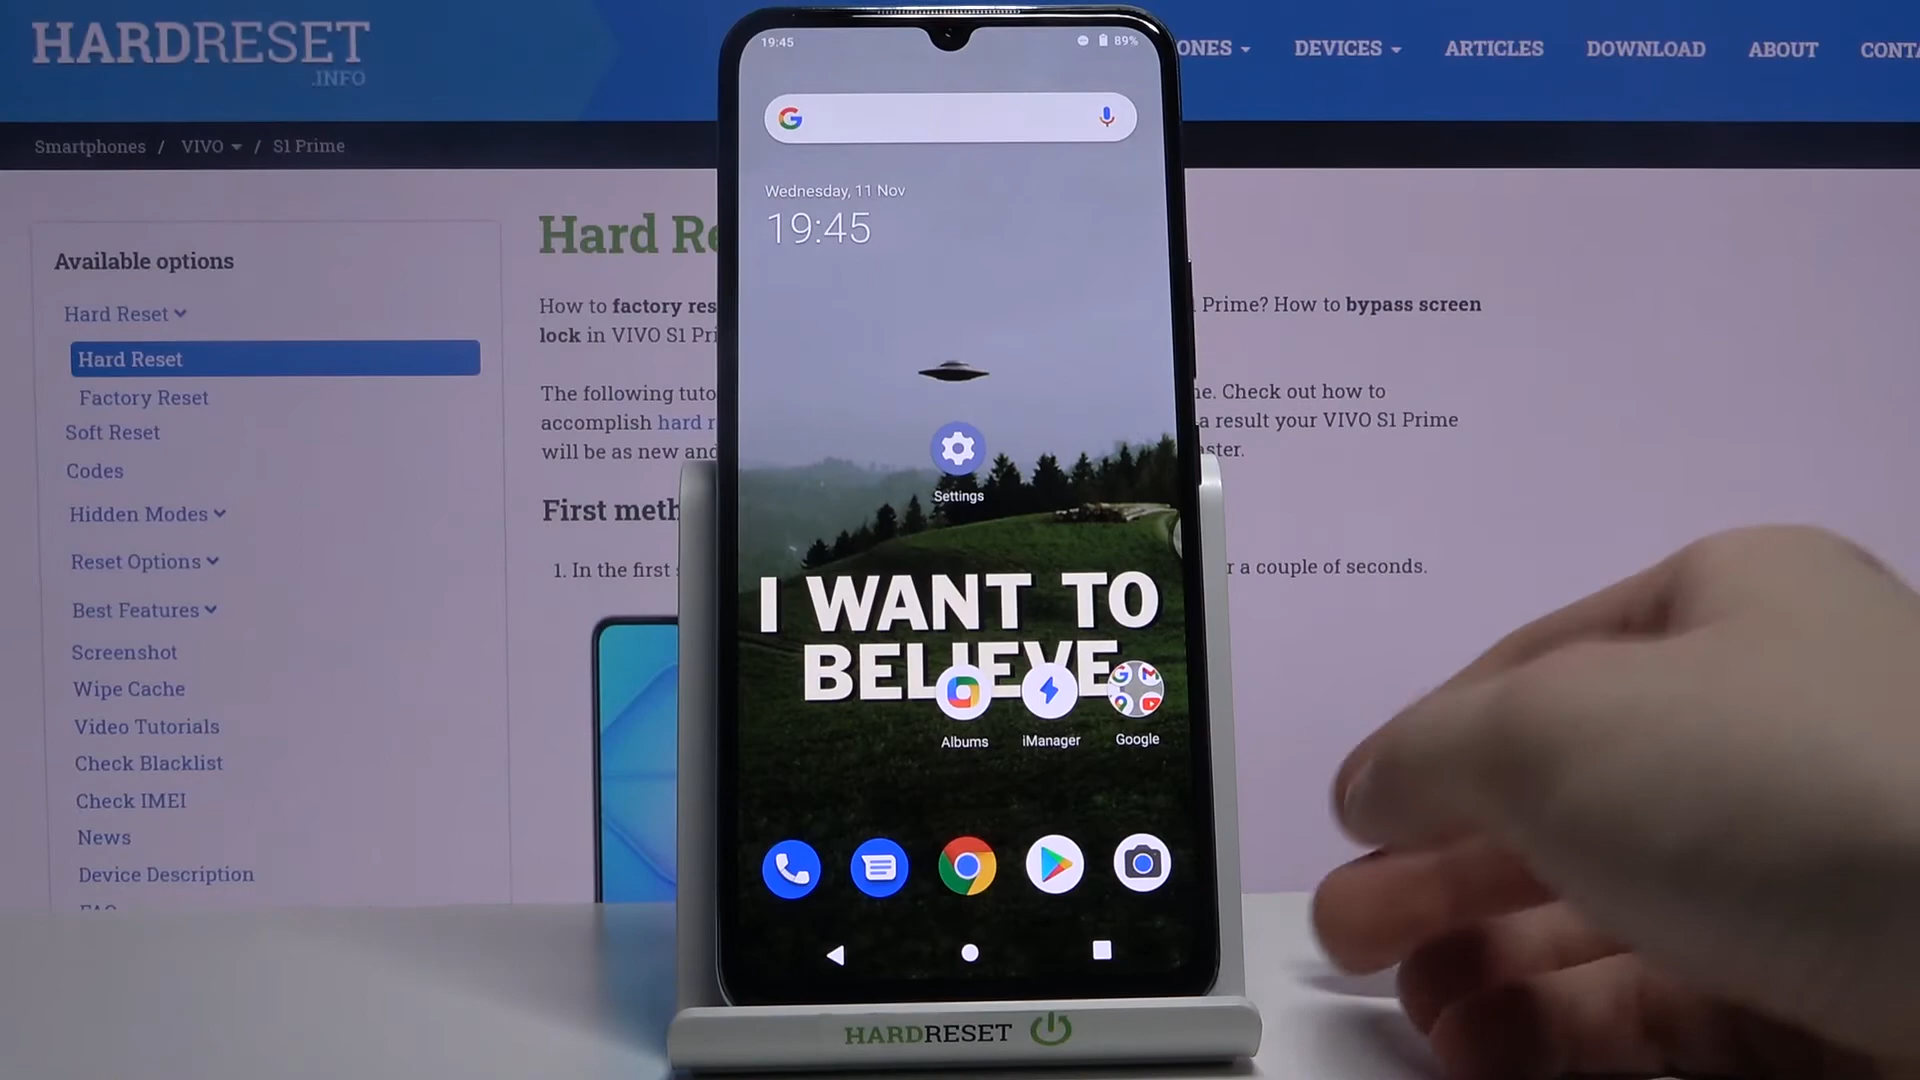 HARDRESET
.INFO
ONES
DEVICES
ARTICLES
DOWNLOAD
ABOUT
CONTA
Smartphones / VIVO / S1 Prime
Available options
Hard Reset
Hard Reset
Factory Reset
Soft Reset
Codes
Hidden Modes
Reset Options
Best Features
Screenshot
Wipe Cache
Video Tutorials
Check Blacklist
Check IMEI
News
Device Description
FAQ
Hard Re
How to factory res
Prime? How to bypass screen
lock in VIVO S1 Pri
The following tuto
e. Check out how to
accomplish hard r
a result your VIVO S1 Prime
will be as new and
ster.
First meth
1. In the first
r a couple of seconds.
19:45
89%
Wednesday, 11 Nov
19:45
Settings
I WANT TO
BELIEVE
Albums
iManager
Google
HARDRESET